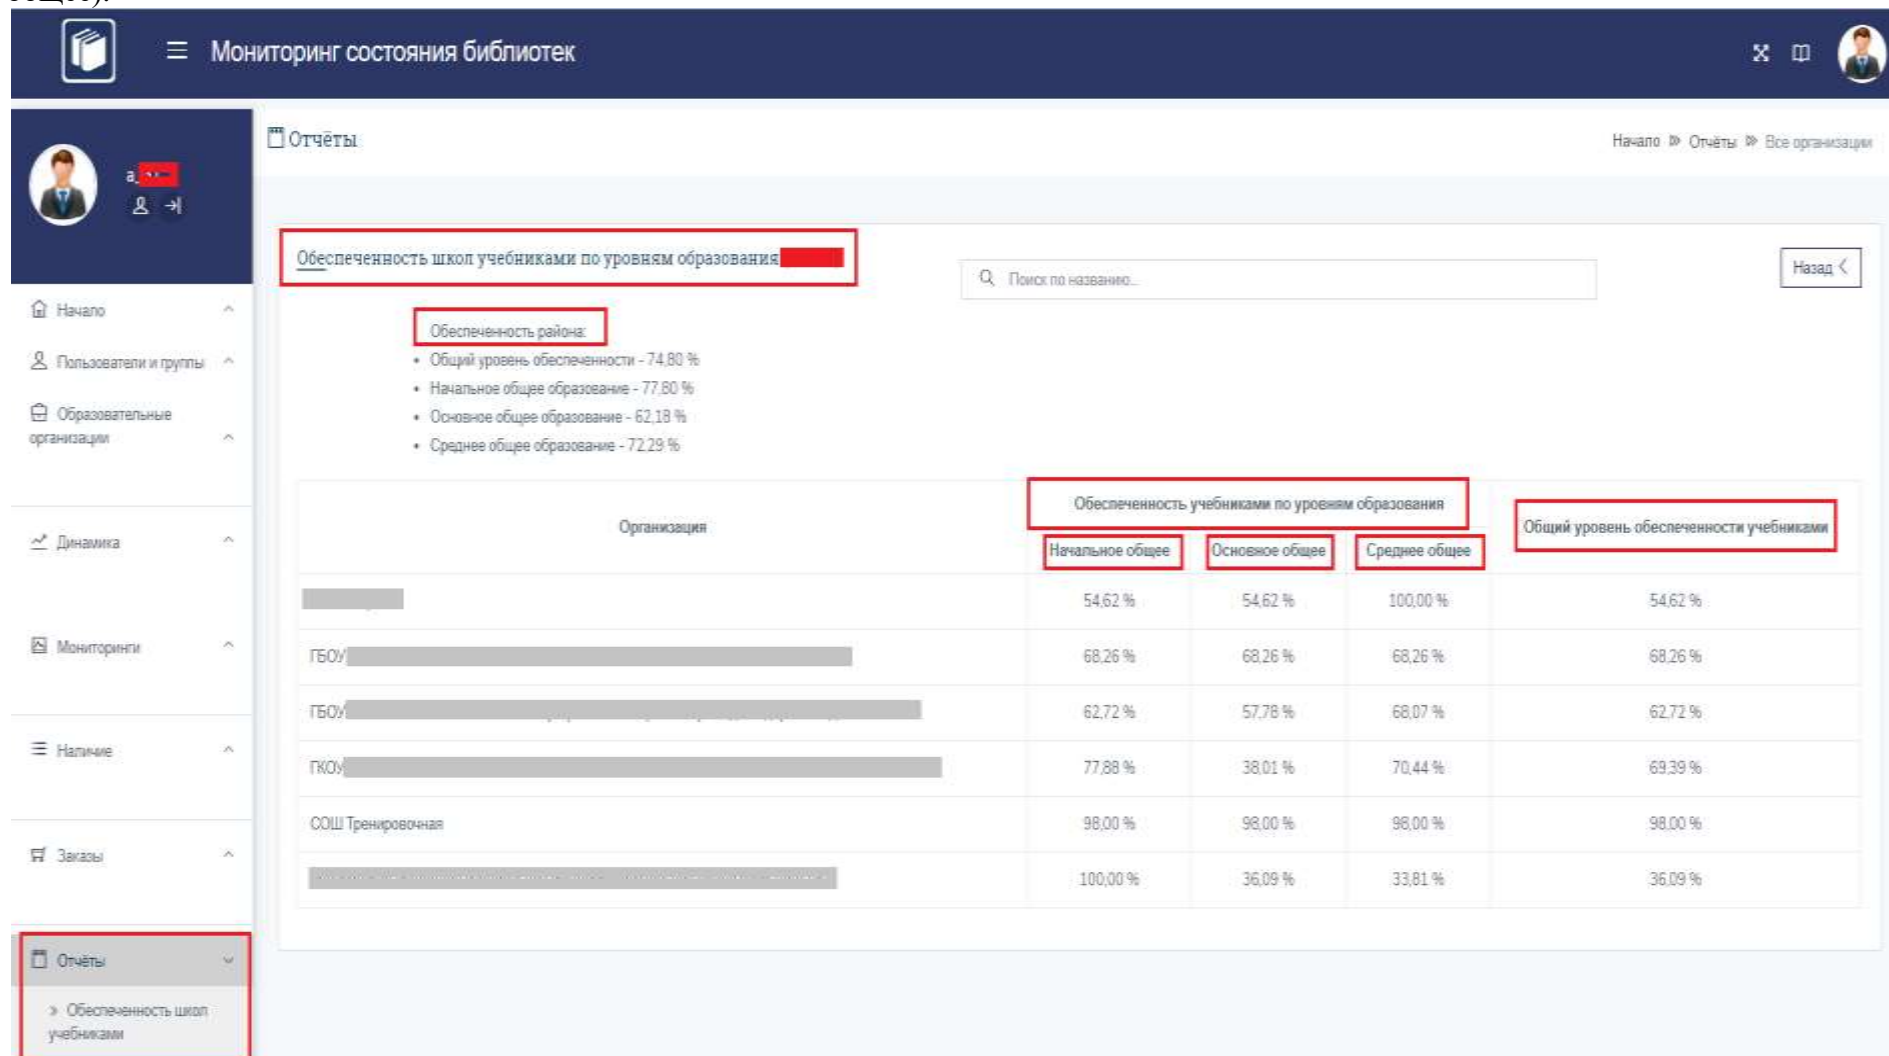 Мониторинг состояния библиотек
Отчёты
Начало » Отчёты » Все организации
а_
Обеспеченность школ учебниками по уровням образования
Поиск по названию...
Назад
Обеспеченность района:
• Общий уровень обеспеченности - 74,80 %
• Начальное общее образование - 77,80 %
• Основное общее образование - 62,18 %
• Среднее общее образование - 72,29 %
Начало
Пользователи и группы
Образовательные
организации
Динамика
Мониторинги
Наличие
Заказы
Отчёты
» Обеспеченность школ
учебниками
Организация
Обеспеченность учебниками по уровням образования
Общий уровень обеспеченности учебниками
Начальное общее Основное общее Среднее общее
54,62 % 54,62 % 100,00 % 54,62 %
ГБОУ 68,26 % 68,26 % 68,26 % 68,26 %
ГБОУ 62,72 % 57,78 % 68,07 % 62,72 %
ГКОУ 77,88 % 38,01 % 70,44 % 69,39 %
СОШ Тренировочная 98,00 % 98,00 % 98,00 % 98,00 %
100,00 % 36,09 % 33,81 % 36,09 %